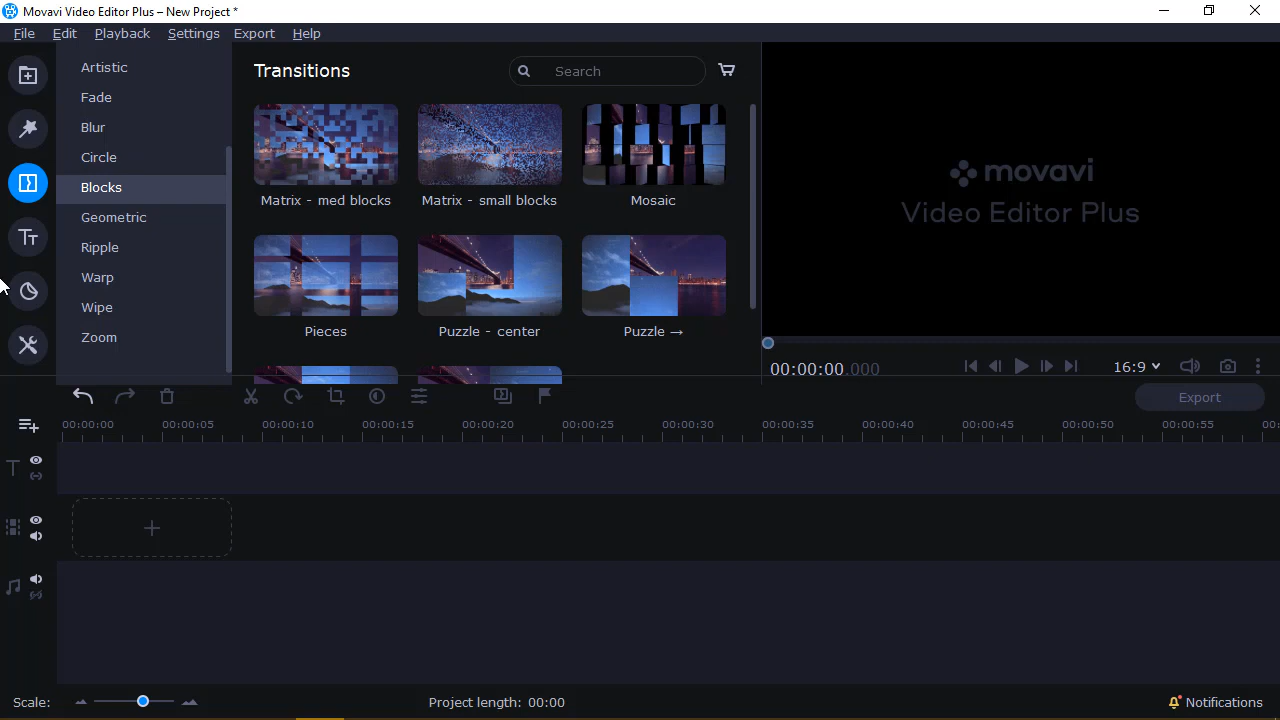 Movavi Video Editor Plus – New Project *
File Edit Playback Settings Export Help
Artistic
Fade
Blur
Circle
Blocks
Geometric
Ripple
Warp
Wipe
Zoom
Transitions
Search
Matrix - med blocks
Matrix - small blocks
Mosaic
Pieces
Puzzle - center
Puzzle →
movavi
Video Editor Plus
00:00:00.000
16:9
Export
00:00:00 00:00:05 00:00:10 00:00:15 00:00:20 00:00:25 00:00:30 00:00:35 00:00:40 00:00:45 00:00:50 00:00:55 00:
Scale:
Project length: 00:00
Notifications